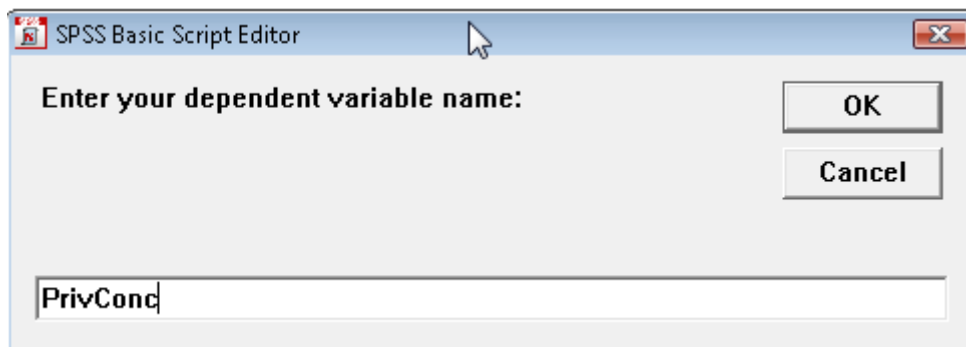 SPSS Basic Script Editor
Enter your dependent variable name:
OK
Cancel
PrivConc